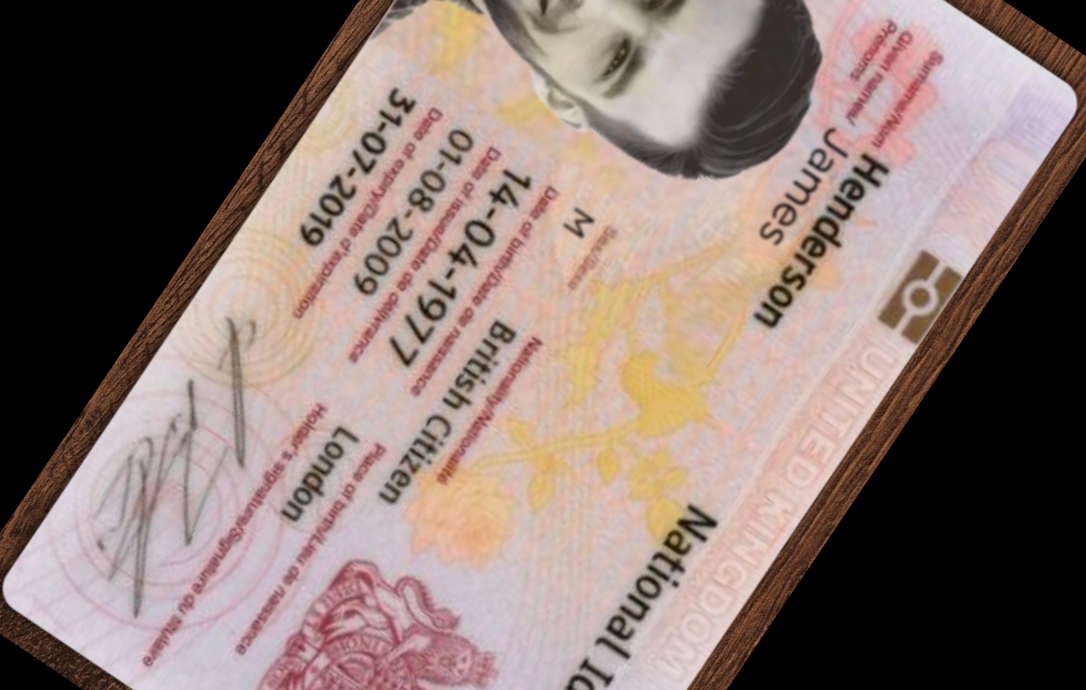 UNITED KINGDOM
National Id
Surname/Nom
Henderson
Given names/
Prénoms
James
Sex/Sexe
M
Nationality/Nationalité
British Citizen
Date of birth/Date de naissance
14-04-1977
Date of issue/Date de délivrance
01-08-2009
Place of birth/Lieu de naissance
London
Date of expiry/Date d'expiration
31-07-2019
Holder's signature/Signature du titulaire